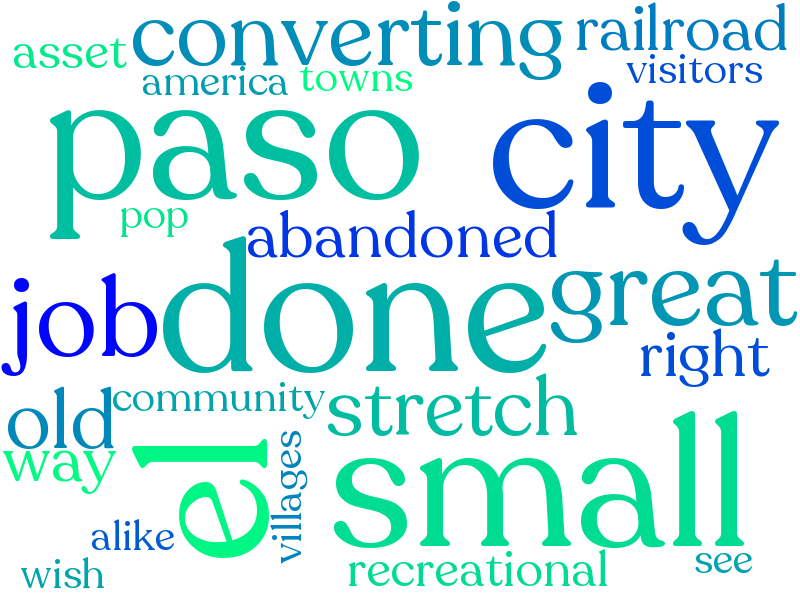 asset
converting
railroad
america
towns
visitors
paso
city
pop
abandoned
job
done
great
right
old
community
stretch
way
el
villages
small
alike
wish
recreational
see